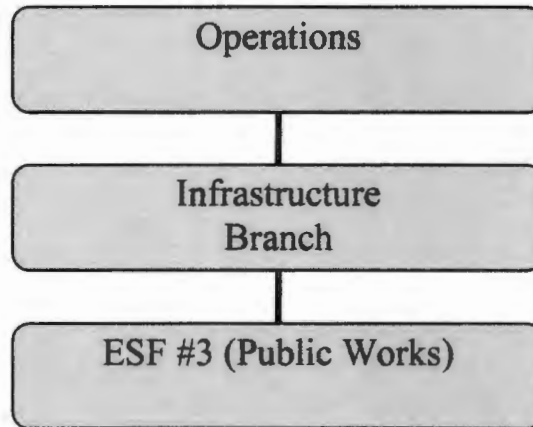 Operations
Infrastructure
Branch
ESF #3 (Public Works)